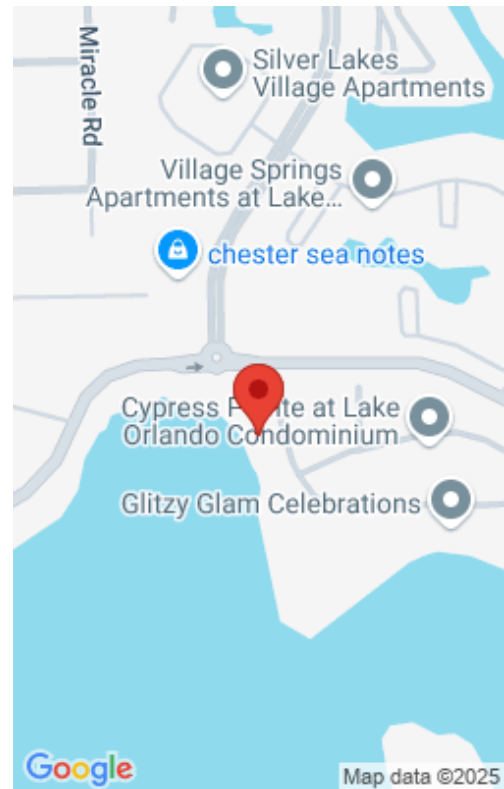 Miracle Rd
Silver Lakes
Village Apartments
Village Springs
Apartments at Lake...
chester sea notes
Cypress Pointe at Lake
Orlando Condominium
Glitzy Glam Celebrations
Google
Map data ©2025